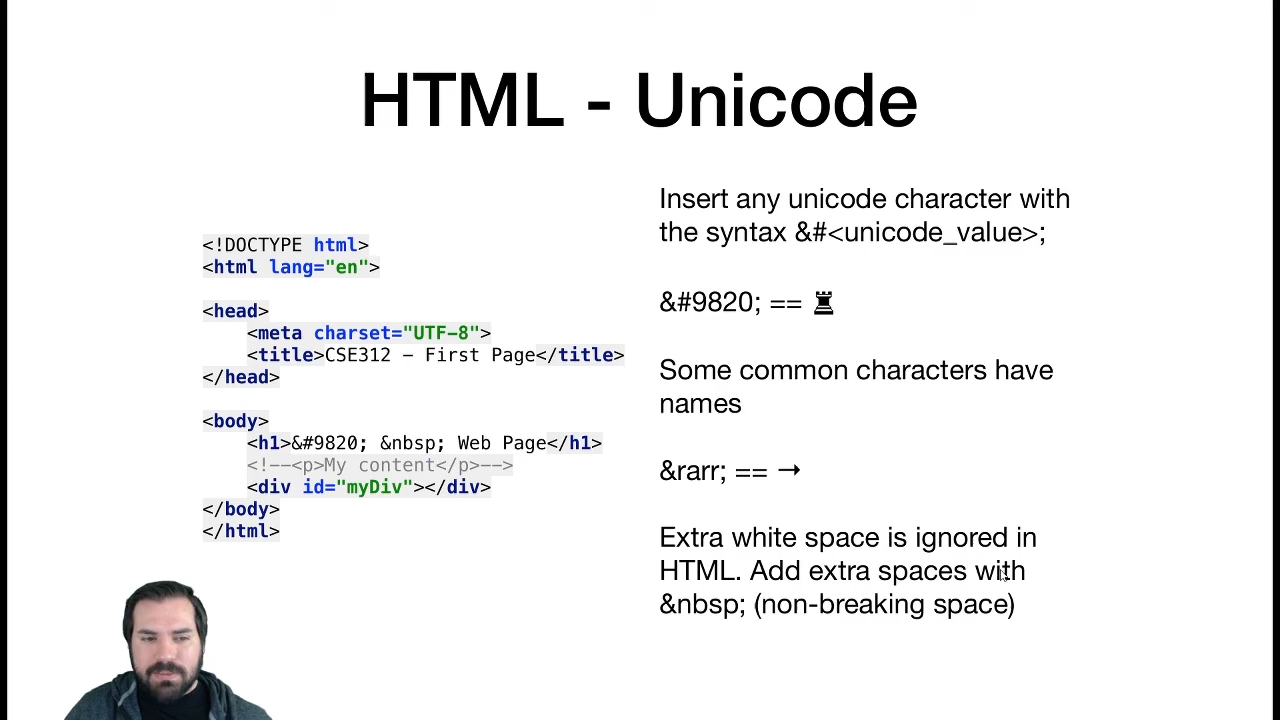 HTML - Unicode
<!DOCTYPE html>
<html lang="en">
<head>
<meta charset="UTF-8">
<title>CSE312 - First Page</title>
</head>
<body>
<h1>&#9820; &nbsp; Web Page</h1>
<!--<p>My content</p>-->
<div id="myDiv"></div>
</body>
</html>
Insert any unicode character with
the syntax &#<unicode_value>;
&#9820; == ♜
Some common characters have
names
&rarr; == →
Extra white space is ignored in
HTML. Add extra spaces with
&nbsp; (non-breaking space)